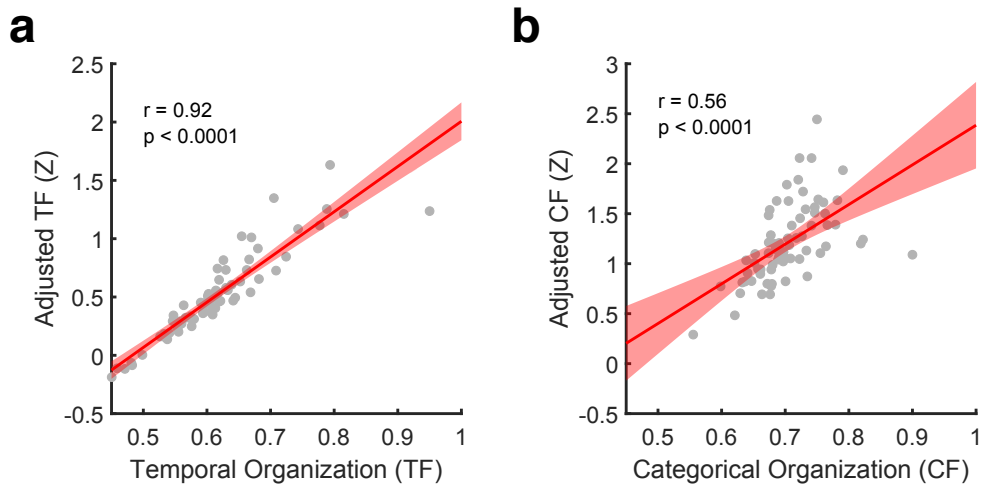 a
2.5
2
1.5
1
0.5
0
-0.5
Adjusted TF (Z)
r = 0.92
p < 0.0001
0.5 0.6 0.7 0.8 0.9 1
Temporal Organization (TF)
b
3
2.5
2
1.5
1
0.5
0
-0.5
Adjusted CF (Z)
r = 0.56
p < 0.0001
0.5 0.6 0.7 0.8 0.9 1
Categorical Organization (CF)